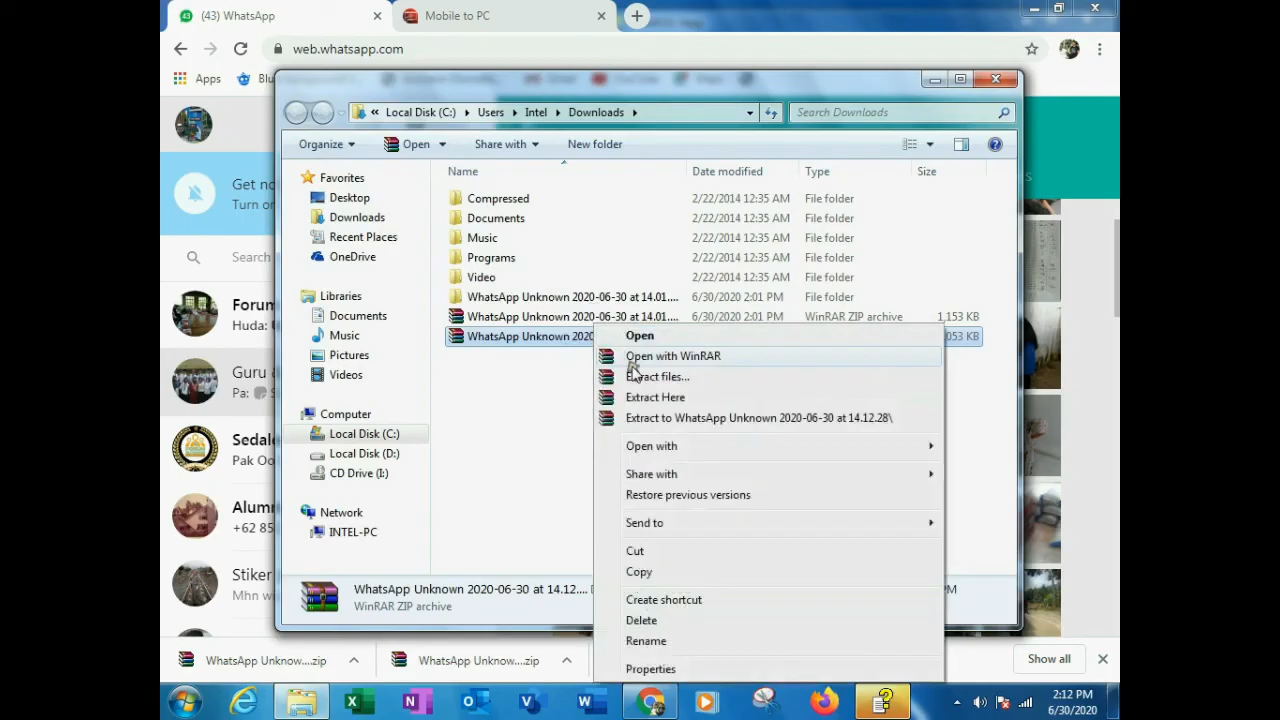 (43) WhatsApp
Mobile to PC
web.whatsapp.com
Apps
Local Disk (C:)
Users
Intel
Downloads
Search Downloads
Organize
Open
Share with
New folder
Name
Date modified
Type
Size
Favorites
Desktop
Downloads
Recent Places
OneDrive
Libraries
Documents
Music
Pictures
Videos
Computer
Local Disk (C:)
Local Disk (D:)
CD Drive (I:)
Network
INTEL-PC
Compressed 2/22/2014 12:35 AM File folder
Documents 2/22/2014 12:35 AM File folder
Music 2/22/2014 12:35 AM File folder
Programs 2/22/2014 12:35 AM File folder
Video 2/22/2014 12:35 AM File folder
WhatsApp Unknown 2020-06-30 at 14.01.... 6/30/2020 2:01 PM File folder
WhatsApp Unknown 2020-06-30 at 14.01.... 6/30/2020 2:01 PM WinRAR ZIP archive 1,153 KB
WhatsApp Unknown 2020 053 KB
Open
Open with WinRAR
Extract files...
Extract Here
Extract to WhatsApp Unknown 2020-06-30 at 14.12.28\
Open with
Share with
Restore previous versions
Send to
Cut
Copy
Create shortcut
Delete
Rename
Properties
WhatsApp Unknown 2020-06-30 at 14.12....
WinRAR ZIP archive
PM
Get no
Turn on
Search
Forum
Huda:
Guru
Pa:
Sedal
Pak Oo
Alum
+62 85
Stiker
Mhn w
WhatsApp Unknow....zip
WhatsApp Unknow....zip
Show all
2:12 PM
6/30/2020